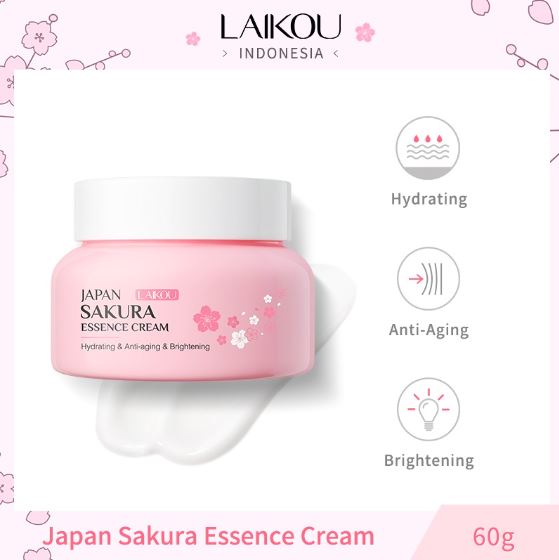 LAIKOU
> INDONESIA <
Hydrating
JAPAN LAIKOU
SAKURA
ESSENCE CREAM
Hydrating & Anti-aging & Brightening
Anti-Aging
Brightening
Japan Sakura Essence Cream
60g